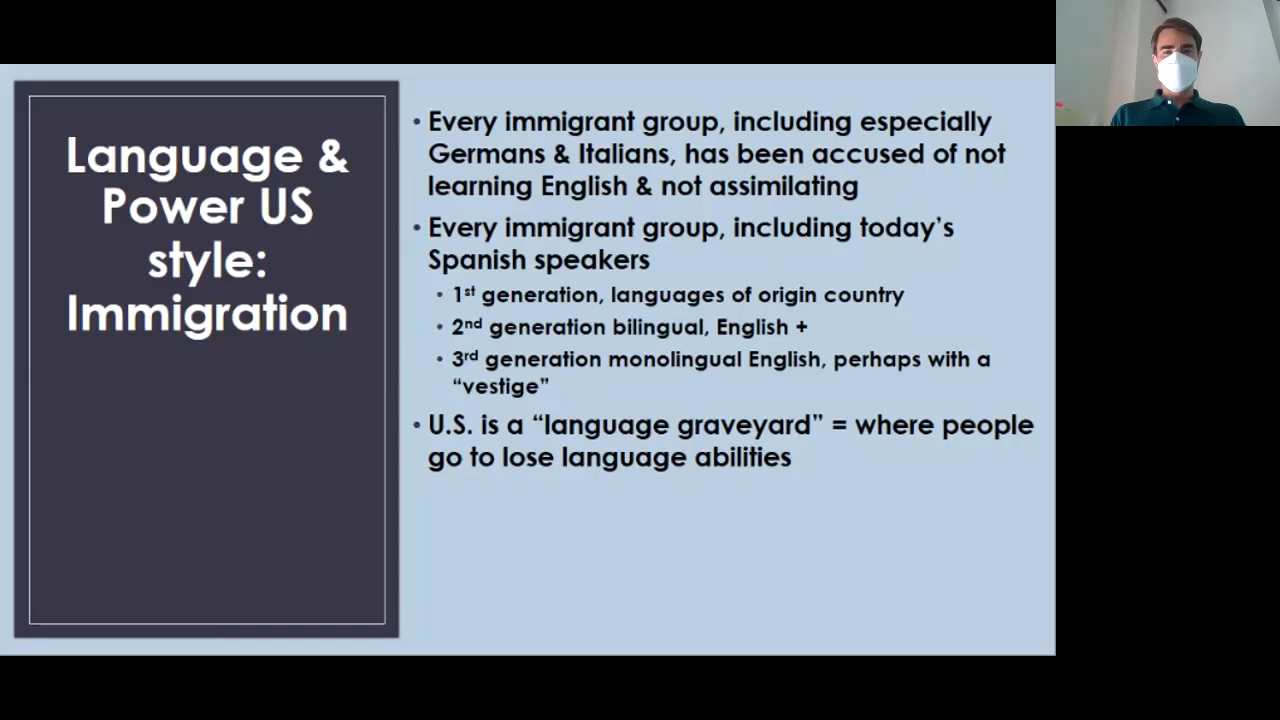 Language &
Power US
style:
Immigration
• Every immigrant group, including especially
Germans & Italians, has been accused of not
learning English & not assimilating
• Every immigrant group, including today’s
Spanish speakers
• 1st generation, languages of origin country
• 2nd generation bilingual, English +
• 3rd generation monolingual English, perhaps with a
“vestige”
• U.S. is a “language graveyard” = where people
go to lose language abilities